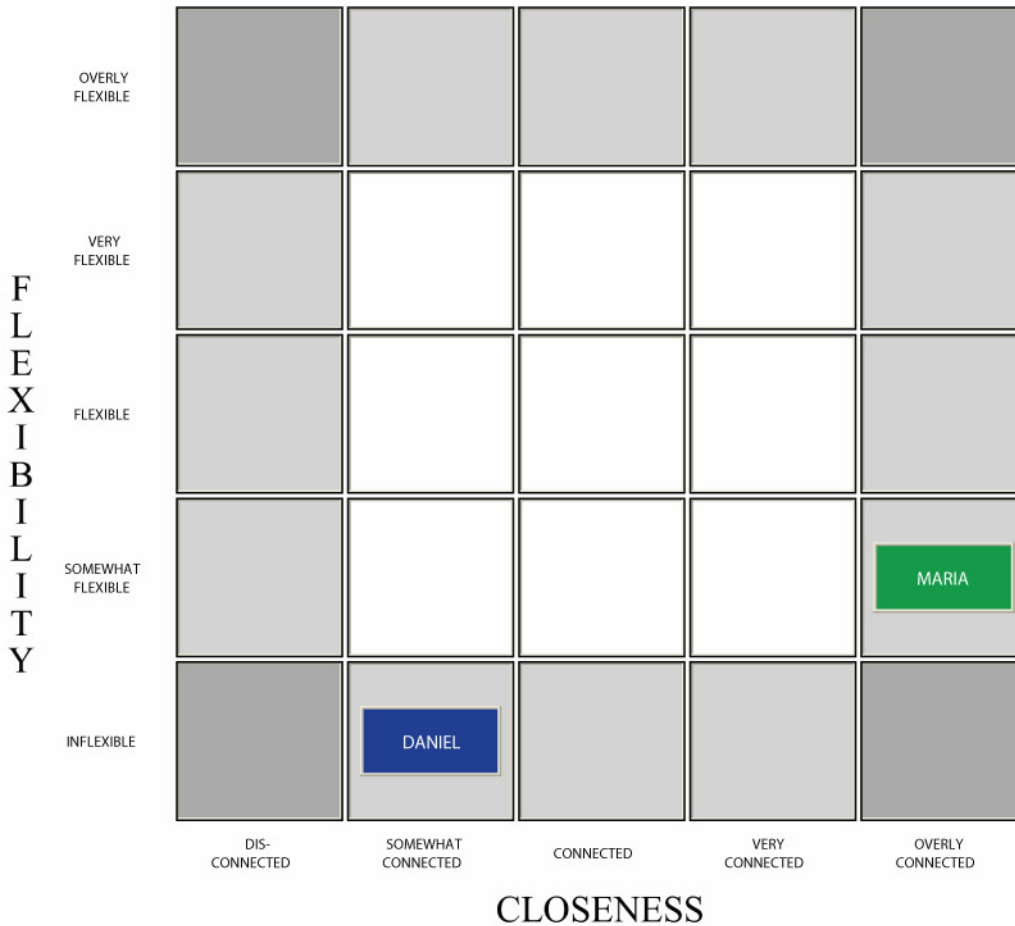 OVERLY
FLEXIBLE
VERY
FLEXIBLE
FLEXIBILITY
FLEXIBLE
SOMEWHAT
FLEXIBLE
MARIA
INFLEXIBLE
DANIEL
DIS-
CONNECTED
SOMEWHAT
CONNECTED
CONNECTED
VERY
CONNECTED
OVERLY
CONNECTED
CLOSENESS